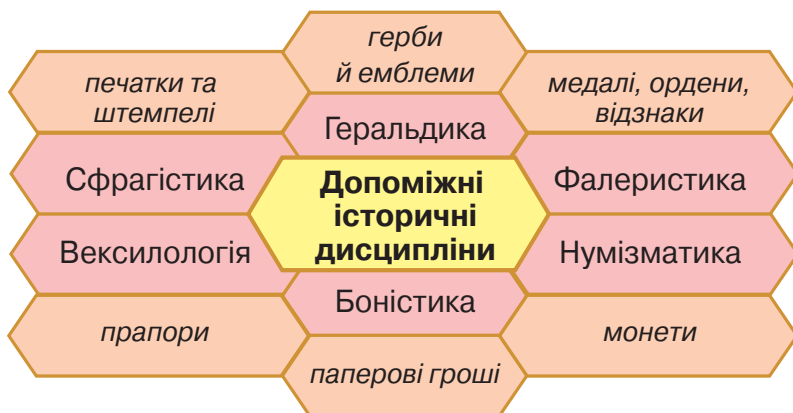 герби
й емблеми
печатки та
штемпелі
медалі, ордени,
відзнаки
Геральдика
Сфрагістика
Допоміжні
історичні
дисципліни
Фалеристика
Вексилологія
Нумізматика
Боністика
прапори
паперові гроші
монети